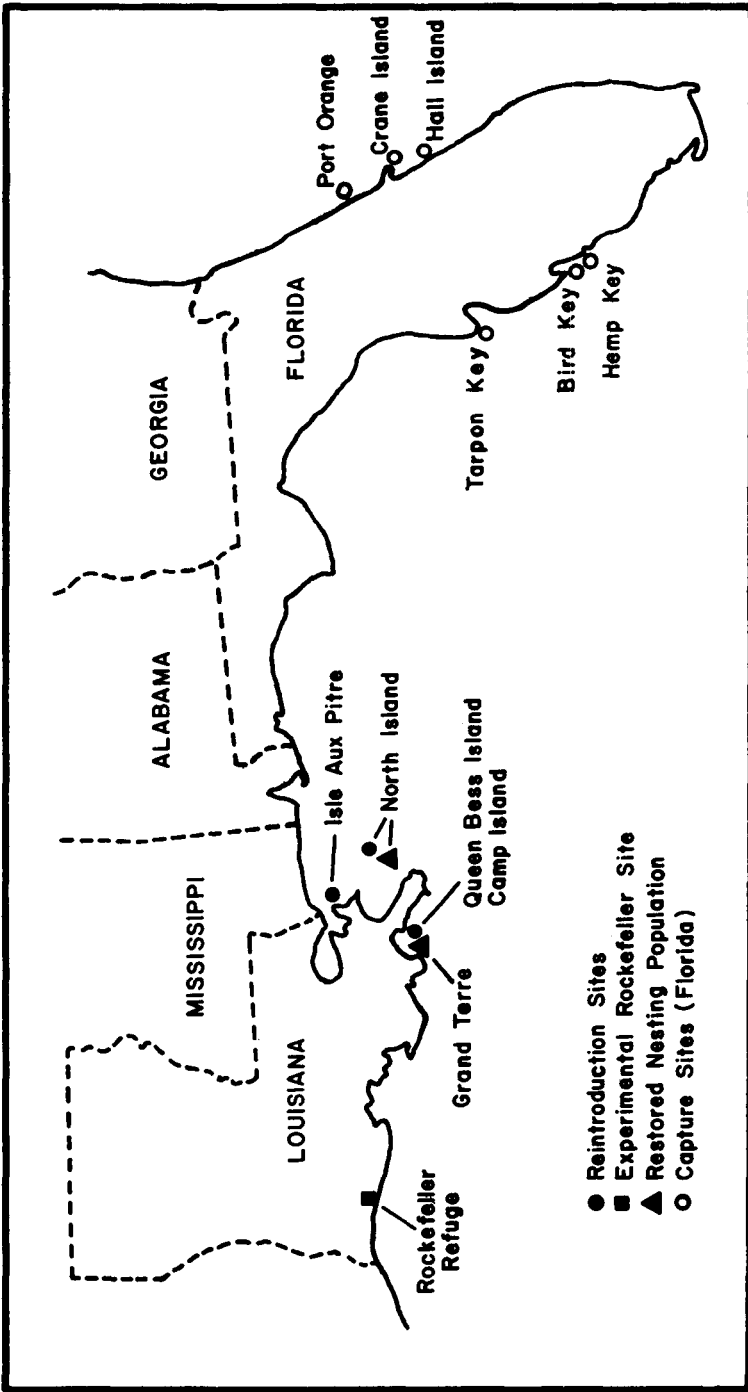 GEORGIA
ALABAMA
MISSISSIPPI
LOUISIANA
FLORIDA
Port Orange
Crane Island
Hall Island
Tarpon Key
Bird Key
Hemp Key
Isle Aux Pitre
North Island
Queen Bess Island
Camp Island
Grand Terre
Rockefeller
Refuge
Reintroduction Sites
Experimental Rockefeller Site
Restored Nesting Population
Capture Sites (Florida)